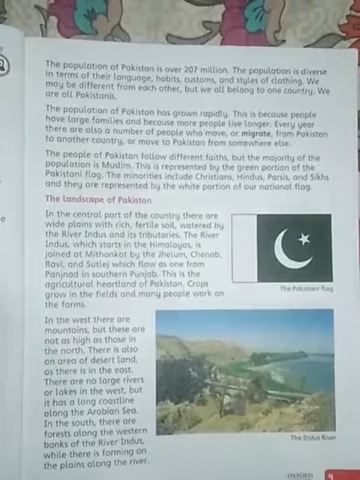 The population of Pakistan is over 207 million. The population is diverse
in terms of their language, habits, customs, and styles of clothing. We
may be different from each other, but we all belong to one country. We
are all Pakistanis.
The population of Pakistan has grown rapidly. This is because people
have large families and because more people live longer. Every year
there are also a number of people who move, or migrate, from Pakistan
to another country, or move to Pakistan from somewhere else.
The people of Pakistan follow different faiths, but the majority of the
population is Muslim. This is represented by the green portion of the
Pakistani flag. The minorities include Christians, Hindus, Parsis, and Sikhs
and they are represented by the white portion of our national flag.
The landscape of Pakistan
In the central part of the country there are
wide plains with rich, fertile soil, watered by
the River Indus and its tributaries. The River
Indus, which starts in the Himalayas, is
joined at Mithankot by the Jhelum, Chenab,
Ravi, and Sutlej which flow as one from
Panjnad in southern Punjab. This is the
agricultural heartland of Pakistan. Crops
grow in the fields and many people work on
the farms.
The Pakistani flag
In the west there are
mountains, but these are
not as high as those in
the north. There is also
an area of desert land,
as there is in the east.
There are no large rivers
or lakes in the west, but
it has a long coastline
along the Arabian Sea.
In the south, there are
forests along the western
banks of the River Indus,
while there is farming on
the plains along the river.
The Indus River
OXFORD
9